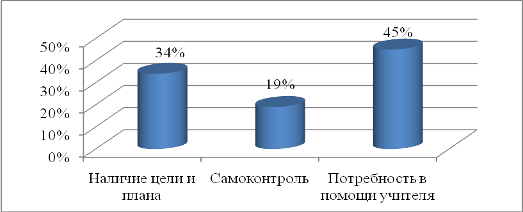 50%
40%
30%
20%
10%
0%
34%
19%
45%
Наличие цели и
плана
Самоконтроль
Потребность в
помощи учителя